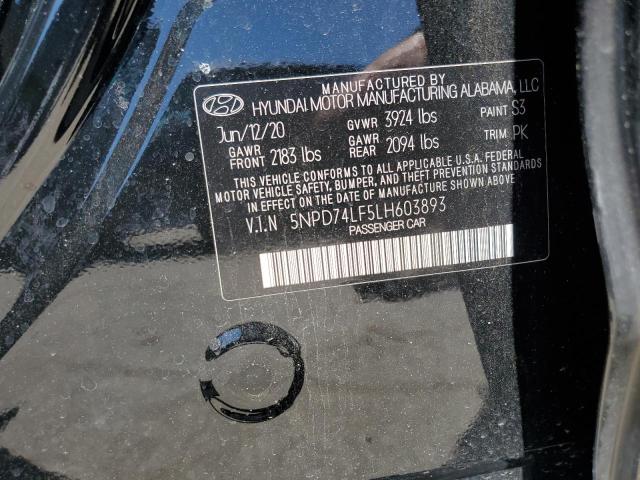 MANUFACTURED BY
HYUNDAI MOTOR MANUFACTURING ALABAMA, LLC
Jun/12/20 GVWR 3924 lbs PAINT S3
GAWR FRONT 2183 lbs GAWR REAR 2094 lbs TRIM PK
THIS VEHICLE CONFORMS TO ALL APPLICABLE U.S.A. FEDERAL
MOTOR VEHICLE SAFETY, BUMPER, AND THEFT PREVENTION STANDARDS
IN EFFECT ON THE DATE OF MANUFACTURE SHOWN ABOVE.
V.I.N 5NPD74LF5LH603893
PASSENGER CAR